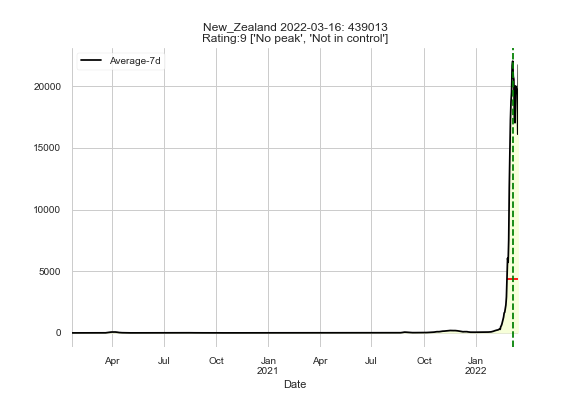 New_Zealand 2022-03-16: 439013
Rating:9 ['No peak', 'Not in control']
Average-7d
20000
15000
10000
5000
0
Apr Jul Oct Jan Apr Jul Oct Jan
2021 2022
Date